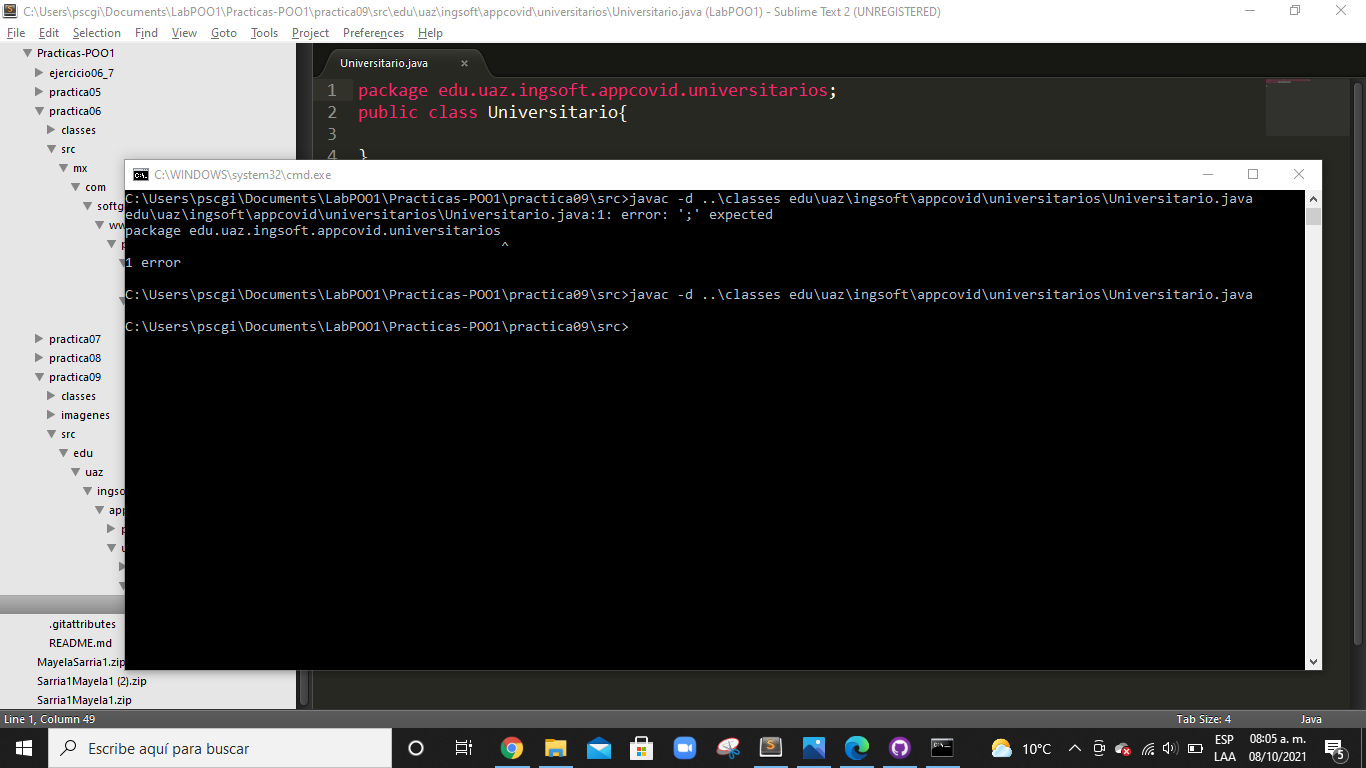 C:\Users\pscgi\Documents\LabPOO1\Practicas-POO1\practica09\src\edu\uaz\ingsoft\appcovid\universitarios\Universitario.java (LabPOO1) - Sublime Text 2 (UNREGISTERED)
File Edit Selection Find View Goto Tools Project Preferences Help
Practicas-POO1
ejercicio06_7
practica05
practica06
classes
src
mx
com
softg
ww
practica07
practica08
practica09
classes
imagenes
src
edu
uaz
ingso
app
.gitattributes
README.md
MayelaSarria1.zip
Sarria1Mayela1 (2).zip
Sarria1Mayela1.zip
Universitario.java
1 package edu.uaz.ingsoft.appcovid.universitarios;
2 public class Universitario{
3
4 }
C:\WINDOWS\system32\cmd.exe
C:\Users\pscgi\Documents\LabPOO1\Practicas-POO1\practica09\src>javac -d ..\classes edu\uaz\ingsoft\appcovid\universitarios\Universitario.java
edu\uaz\ingsoft\appcovid\universitarios\Universitario.java:1: error: ';' expected
package edu.uaz.ingsoft.appcovid.universitarios
^
1 error
C:\Users\pscgi\Documents\LabPOO1\Practicas-POO1\practica09\src>javac -d ..\classes edu\uaz\ingsoft\appcovid\universitarios\Universitario.java
C:\Users\pscgi\Documents\LabPOO1\Practicas-POO1\practica09\src>
Line 1, Column 49
Tab Size: 4
Java
Escribe aquí para buscar
10°C
ESP
LAA
08:05 a. m.
08/10/2021
5